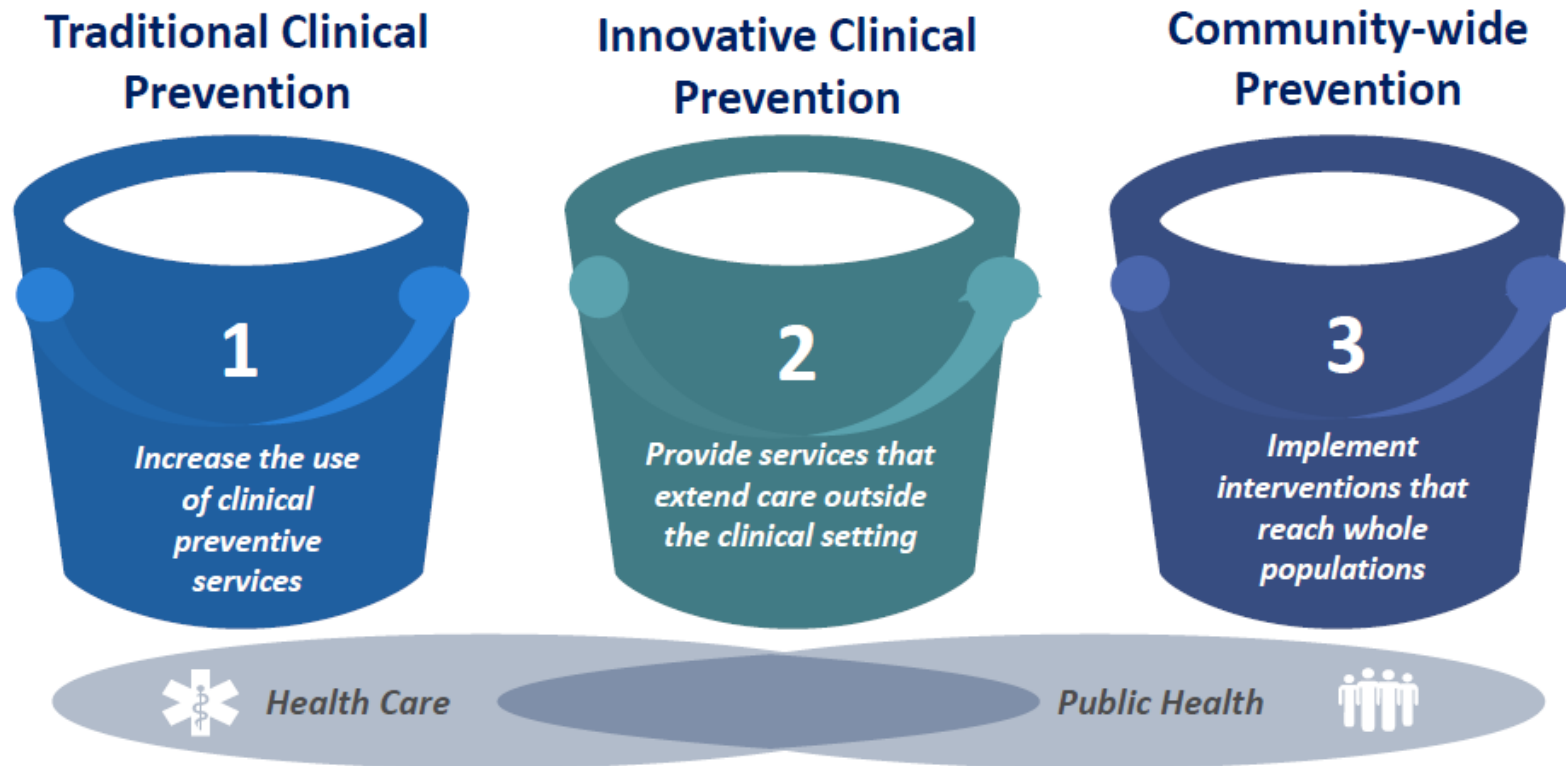 Traditional Clinical
Prevention
Innovative Clinical
Prevention
Community-wide
Prevention
1
Increase the use
of clinical
preventive
services
2
Provide services that
extend care outside
the clinical setting
3
Implement
interventions that
reach whole
populations
Health Care
Public Health